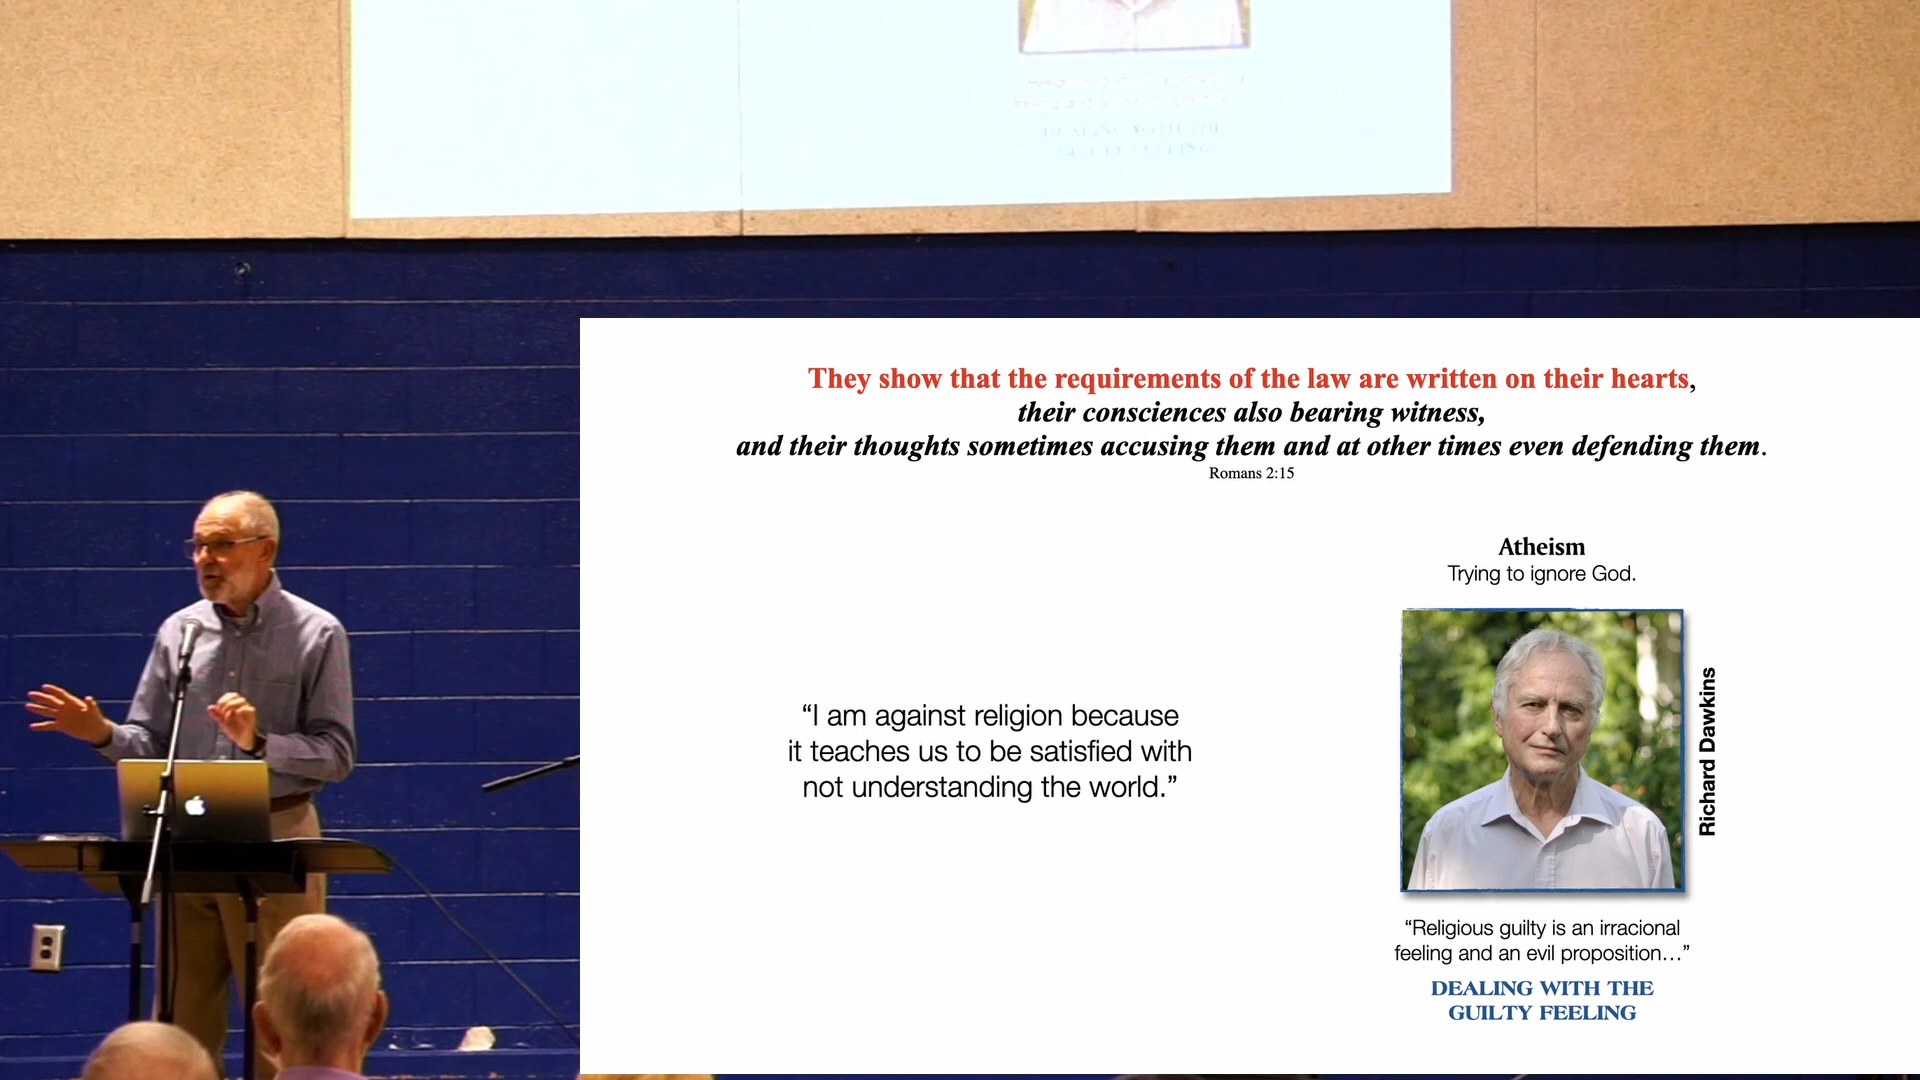 They show that the requirements of the law are written on their hearts,
their consciences also bearing witness,
and their thoughts sometimes accusing them and at other times even defending them.
Romans 2:15
Atheism
Trying to ignore God.
“I am against religion because
it teaches us to be satisfied with
not understanding the world.”
Richard Dawkins
“Religious guilty is an irracional
feeling and an evil proposition…”
DEALING WITH THE
GUILTY FEELING